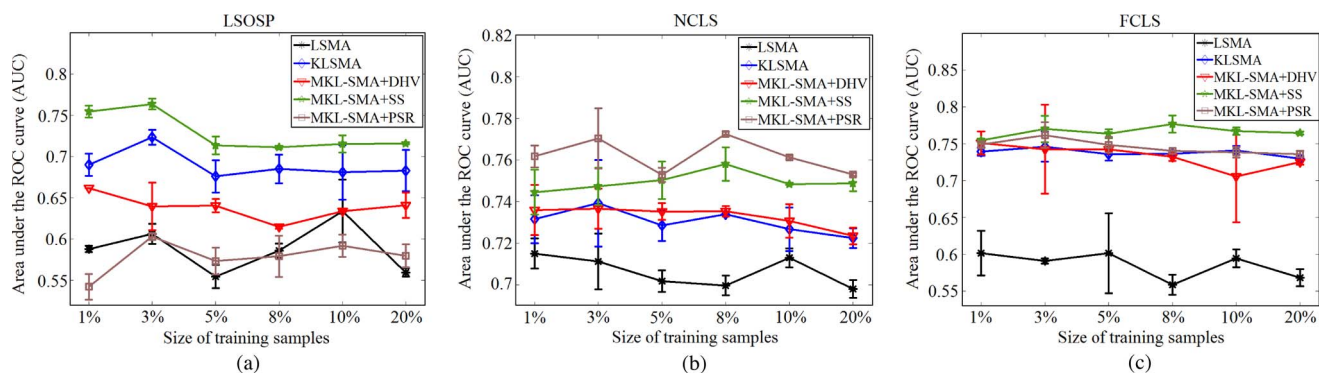 LSOSP
Area under the ROC curve (AUC)
0.8
0.75
0.7
0.65
0.6
0.55
LSMA
KLSMA
MKL-SMA+DHV
MKL-SMA+SS
MKL-SMA+PSR
1% 3% 5% 8% 10% 20%
Size of training samples
(a)
NCLS
Area under the ROC curve (AUC)
0.82
0.8
0.78
0.76
0.74
0.72
0.7
LSMA
KLSMA
MKL-SMA+DHV
MKL-SMA+SS
MKL-SMA+PSR
1% 3% 5% 8% 10% 20%
Size of training samples
(b)
FCLS
Area under the ROC curve (AUC)
0.85
0.8
0.75
0.7
0.65
0.6
0.55
LSMA
KLSMA
MKL-SMA+DHV
MKL-SMA+SS
MKL-SMA+PSR
1% 3% 5% 8% 10% 20%
Size of training samples
(c)